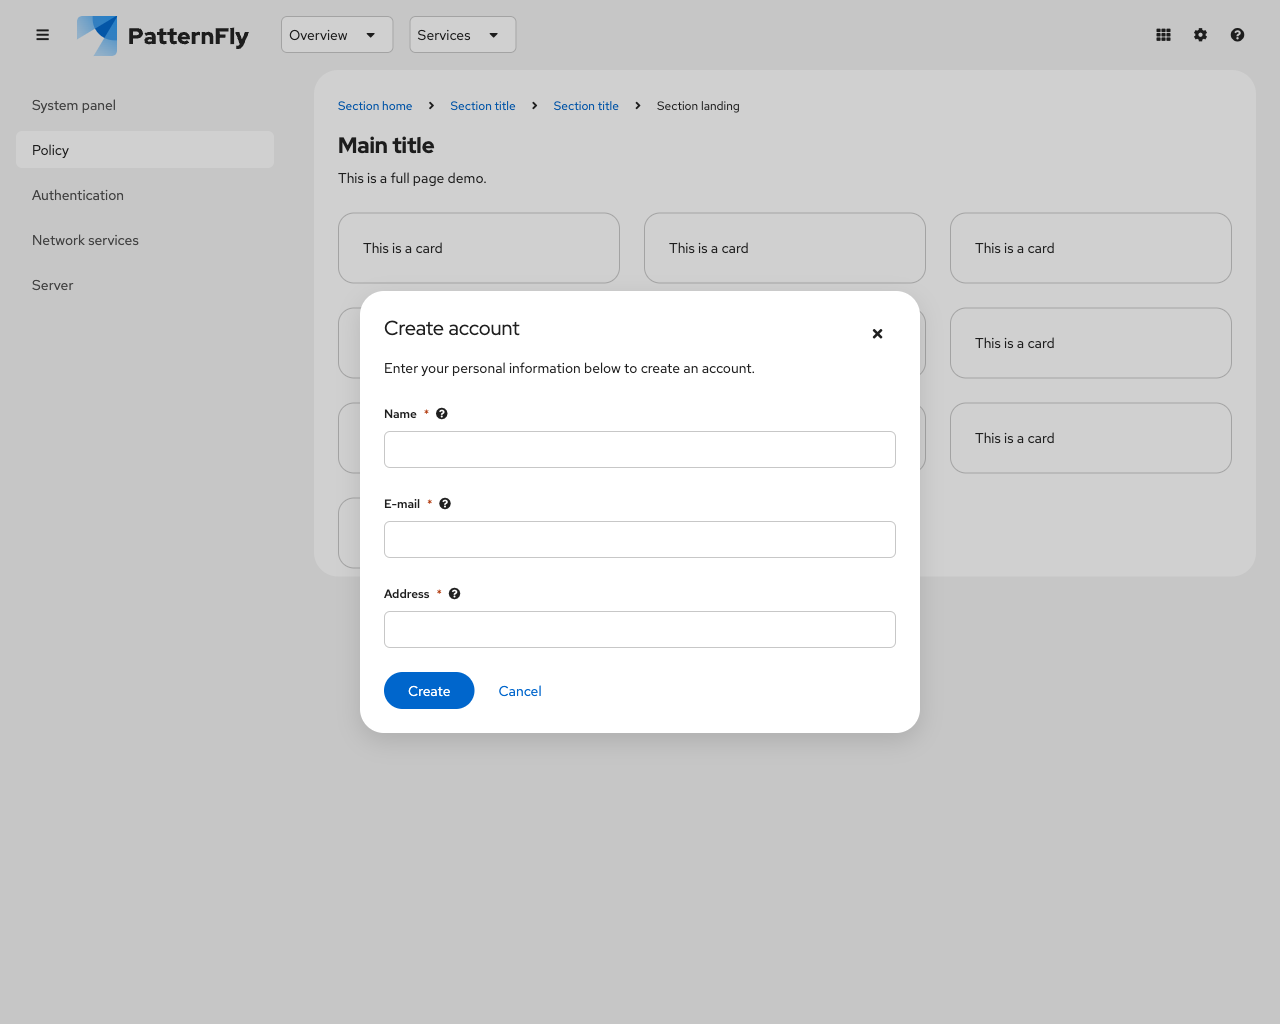 PatternFly
Overview
Services
System panel
Policy
Authentication
Network services
Server
Section home
Section title
Section title
Section landing
Main title
This is a full page demo.
This is a card
This is a card
This is a card
This is a card
This is a card
Create account
Enter your personal information below to create an account.
Name *
E-mail *
Address *
Create
Cancel